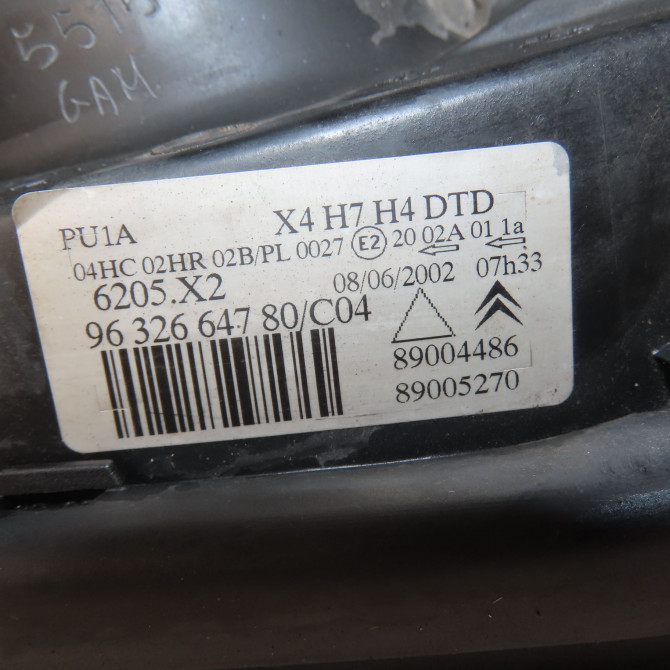 5515
GAM
PU1A X4 H7 H4 DTD
04HC 02HR 02B/PL 0027 E2 20 02A 01 1a
6205.X2 08/06/2002 07h33
96 326 647 80/C04
89004486
89005270